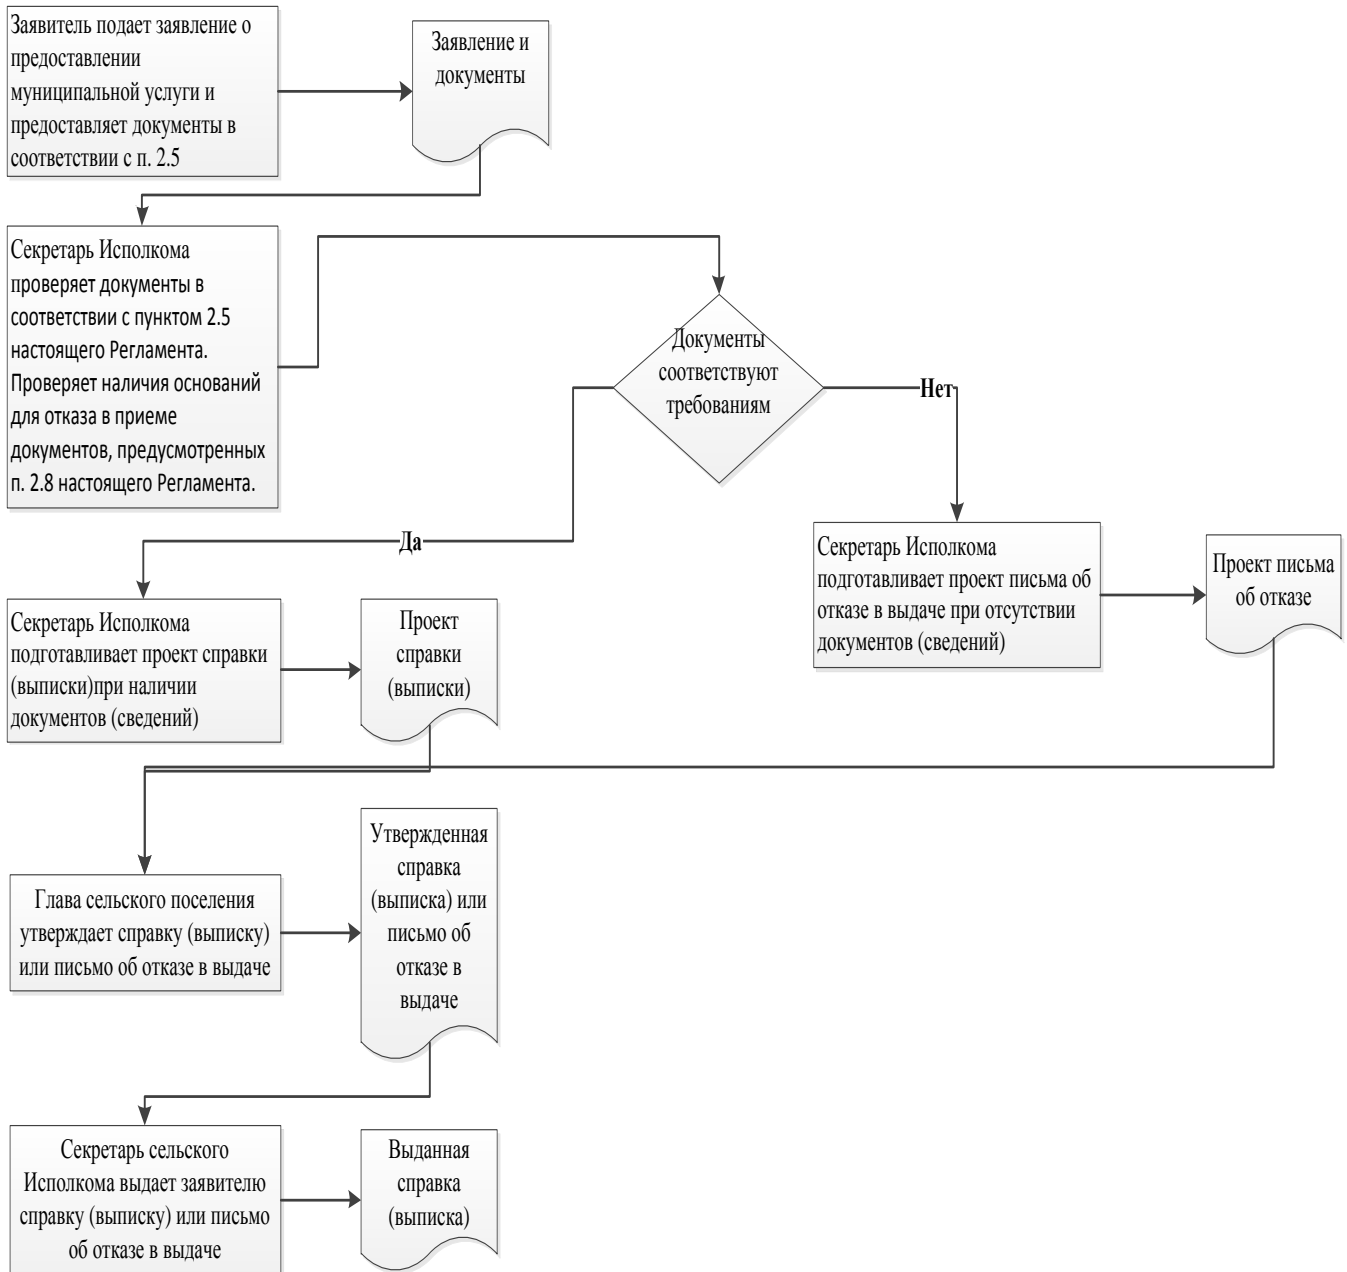 Заявитель подает заявление о
предоставлении
муниципальной услуги и
предоставляет документы в
соответствии с п. 2.5
Заявление и
документы
Секретарь Исполкома
проверяет документы в
соответствии с пунктом 2.5
настоящего Регламента.
Проверяет наличия оснований
для отказа в приеме
документов, предусмотренных
п. 2.8 настоящего Регламента.
Документы
соответствуют
требованиям
Нет
Да
Секретарь Исполкома
подготавливает проект письма об
отказе в выдаче при отсутствии
документов (сведений)
Проект письма
об отказе
Секретарь Исполкома
подготавливает проект справки
(выписки)при наличии
документов (сведений)
Проект
справки
(выписки)
Глава сельского поселения
утверждает справку (выписку)
или письмо об отказе в выдаче
Утвержденная
справка
(выписка) или
письмо об
отказе в
выдаче
Секретарь сельского
Исполкома выдает заявителю
справку (выписку) или письмо
об отказе в выдаче
Выданная
справка
(выписка)